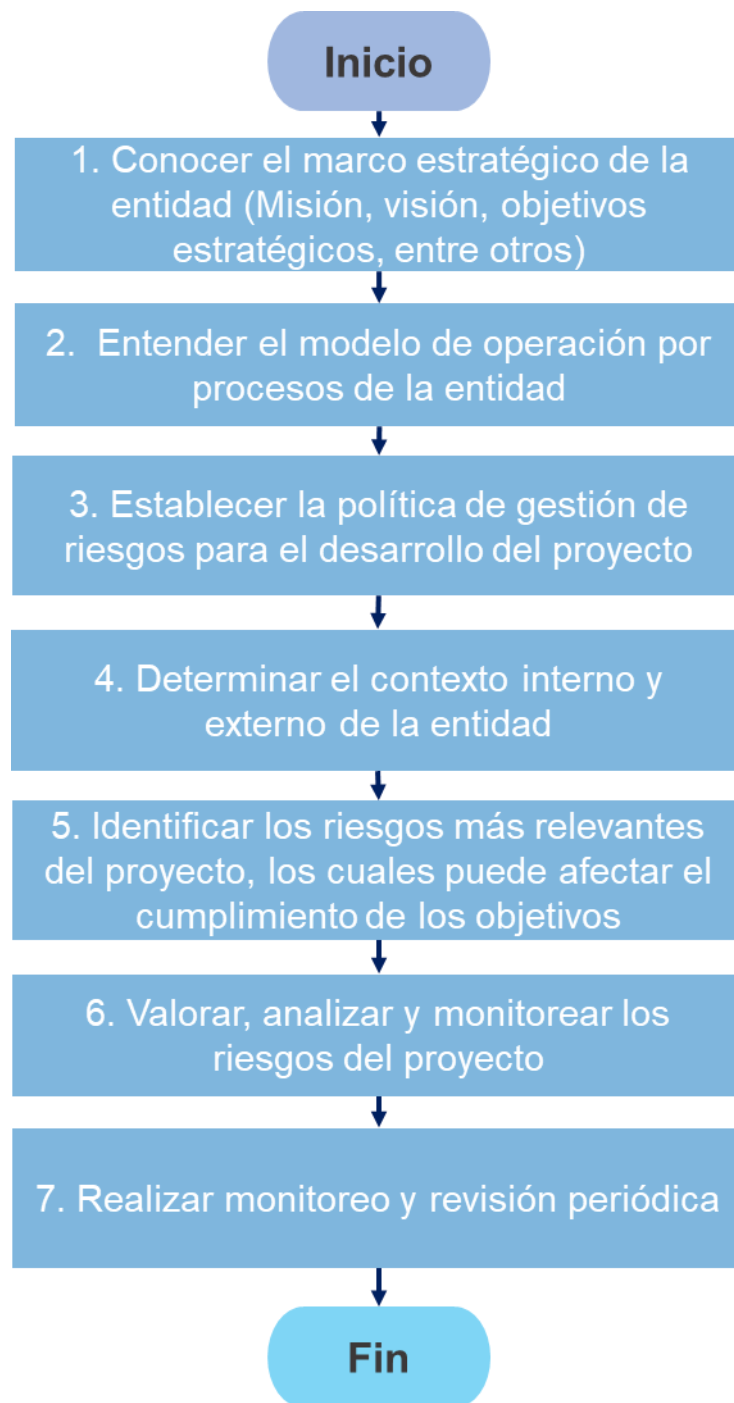 Inicio
1. Conocer el marco estratégico de la
entidad (Misión, visión, objetivos
estratégicos, entre otros)
2. Entender el modelo de operación por
procesos de la entidad
3. Establecer la política de gestión de
riesgos para el desarrollo del proyecto
4. Determinar el contexto interno y
externo de la entidad
5. Identificar los riesgos más relevantes
del proyecto, los cuales puede afectar el
cumplimiento de los objetivos
6. Valorar, analizar y monitorear los
riesgos del proyecto
7. Realizar monitoreo y revisión periódica
Fin